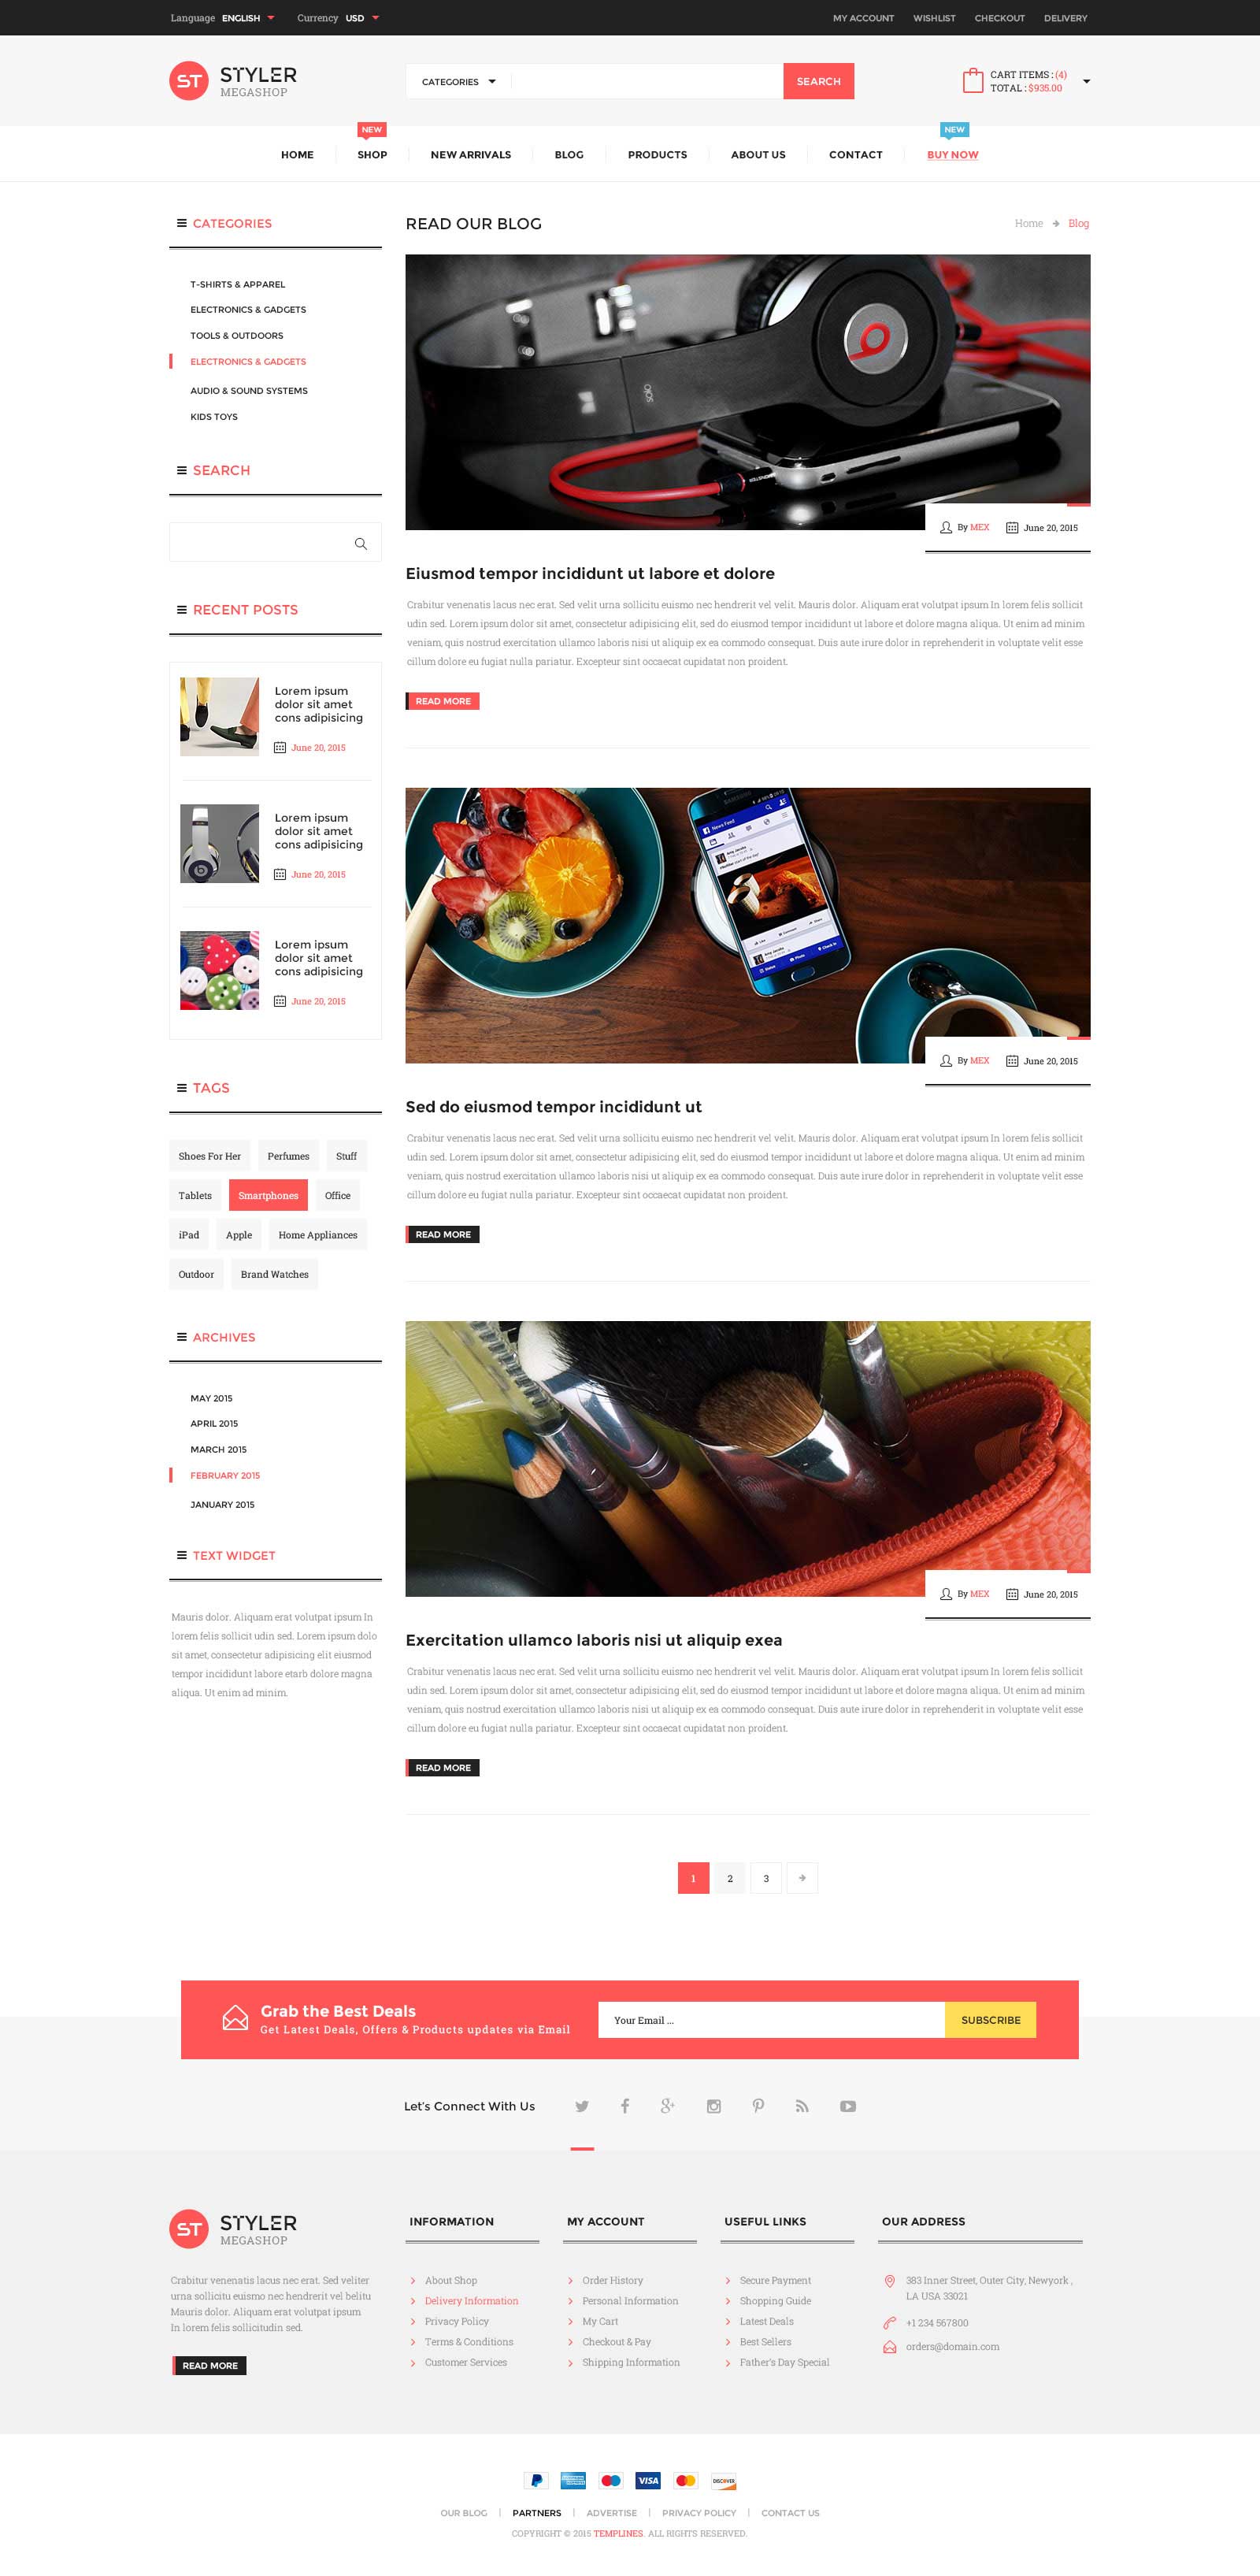 Language ENGLISH Currency USD MY ACCOUNT WISHLIST CHECKOUT DELIVERY
ST STYLER
MEGASHOP
CATEGORIES SEARCH
CART ITEMS : (4)
TOTAL : $935.00
NEW NEW
HOME SHOP NEW ARRIVALS BLOG PRODUCTS ABOUT US CONTACT BUY NOW
CATEGORIES
T-SHIRTS & APPAREL
ELECTRONICS & GADGETS
TOOLS & OUTDOORS
ELECTRONICS & GADGETS
AUDIO & SOUND SYSTEMS
KIDS TOYS
SEARCH
RECENT POSTS
Lorem ipsum
dolor sit amet
cons adipisicing
June 20, 2015
Lorem ipsum
dolor sit amet
cons adipisicing
June 20, 2015
Lorem ipsum
dolor sit amet
cons adipisicing
June 20, 2015
TAGS
Shoes For Her Perfumes Stuff
Tablets Smartphones Office
iPad Apple Home Appliances
Outdoor Brand Watches
ARCHIVES
MAY 2015
APRIL 2015
MARCH 2015
FEBRUARY 2015
JANUARY 2015
TEXT WIDGET
Mauris dolor. Aliquam erat volutpat ipsum In
lorem felis sollicit udin sed. Lorem ipsum dolo
sit amet, consectetur adipisicing elit eiusmod
tempor incididunt labore etarb dolore magna
aliqua. Ut enim ad minim.
READ OUR BLOG Home Blog
By MEX June 20, 2015
Eiusmod tempor incididunt ut labore et dolore
Crabitur venenatis lacus nec erat. Sed velit urna sollicitu euismo nec hendrerit vel velit. Mauris dolor. Aliquam erat volutpat ipsum In lorem felis sollicit
udin sed. Lorem ipsum dolor sit amet, consectetur adipisicing elit, sed do eiusmod tempor incididunt ut labore et dolore magna aliqua. Ut enim ad minim
veniam, quis nostrud exercitation ullamco laboris nisi ut aliquip ex ea commodo consequat. Duis aute irure dolor in reprehenderit in voluptate velit esse
cillum dolore eu fugiat nulla pariatur. Excepteur sint occaecat cupidatat non proident.
READ MORE
SAMSUNG
News Feed
By MEX June 20, 2015
Sed do eiusmod tempor incididunt ut
Crabitur venenatis lacus nec erat. Sed velit urna sollicitu euismo nec hendrerit vel velit. Mauris dolor. Aliquam erat volutpat ipsum In lorem felis sollicit
udin sed. Lorem ipsum dolor sit amet, consectetur adipisicing elit, sed do eiusmod tempor incididunt ut labore et dolore magna aliqua. Ut enim ad minim
veniam, quis nostrud exercitation ullamco laboris nisi ut aliquip ex ea commodo consequat. Duis aute irure dolor in reprehenderit in voluptate velit esse
cillum dolore eu fugiat nulla pariatur. Excepteur sint occaecat cupidatat non proident.
READ MORE
By MEX June 20, 2015
Exercitation ullamco laboris nisi ut aliquip exea
Crabitur venenatis lacus nec erat. Sed velit urna sollicitu euismo nec hendrerit vel velit. Mauris dolor. Aliquam erat volutpat ipsum In lorem felis sollicit
udin sed. Lorem ipsum dolor sit amet, consectetur adipisicing elit, sed do eiusmod tempor incididunt ut labore et dolore magna aliqua. Ut enim ad minim
veniam, quis nostrud exercitation ullamco laboris nisi ut aliquip ex ea commodo consequat. Duis aute irure dolor in reprehenderit in voluptate velit esse
cillum dolore eu fugiat nulla pariatur. Excepteur sint occaecat cupidatat non proident.
READ MORE
1 2 3
Grab the Best Deals
Get Latest Deals, Offers & Products updates via Email
Your Email ... SUBSCRIBE
Let's Connect With Us
ST STYLER
MEGASHOP
Crabitur venenatis lacus nec erat. Sed veliter
urna sollicitu euismo nec hendrerit vel belitu
Mauris dolor. Aliquam erat volutpat ipsum
In lorem felis sollicitudin sed.
READ MORE
INFORMATION
About Shop
Delivery Information
Privacy Policy
Terms & Conditions
Customer Services
MY ACCOUNT
Order History
Personal Information
My Cart
Checkout & Pay
Shipping Information
USEFUL LINKS
Secure Payment
Shopping Guide
Latest Deals
Best Sellers
Father's Day Special
OUR ADDRESS
383 Inner Street, Outer City, Newyork ,
LA USA 33021
+1 234 567800
orders@domain.com
VISA DISCOVER
OUR BLOG PARTNERS ADVERTISE PRIVACY POLICY CONTACT US
COPYRIGHT © 2015 TEMPLINES. ALL RIGHTS RESERVED.